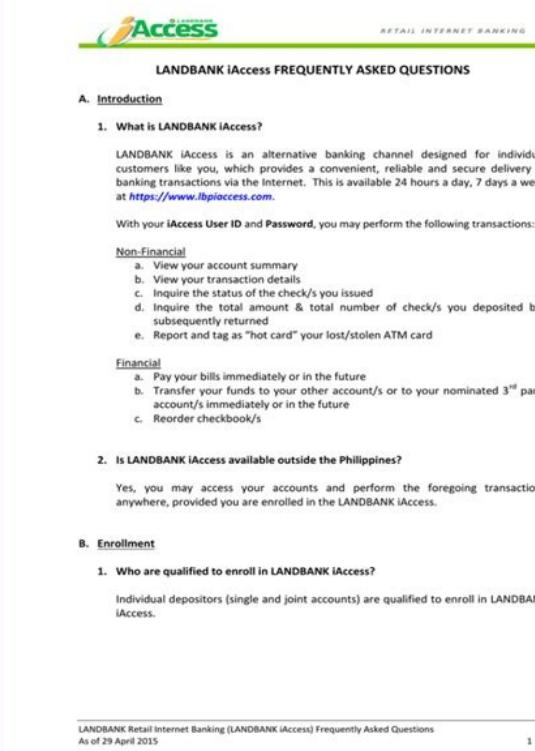 LANDBANK
iAccess
RETAIL INTERNET BANKING
LANDBANK iAccess FREQUENTLY ASKED QUESTIONS
A. Introduction
1. What is LANDBANK iAccess?
LANDBANK iAccess is an alternative banking channel designed for individu
customers like you, which provides a convenient, reliable and secure delivery
banking transactions via the Internet. This is available 24 hours a day, 7 days a we
at https://www.lbpiaccess.com.
With your iAccess User ID and Password, you may perform the following transactions:
Non-Financial
a. View your account summary
b. View your transaction details
c. Inquire the status of the check/s you issued
d. Inquire the total amount & total number of check/s you deposited b
subsequently returned
e. Report and tag as "hot card" your lost/stolen ATM card
Financial
a. Pay your bills immediately or in the future
b. Transfer your funds to your other account/s or to your nominated 3rd par
account/s immediately or in the future
c. Reorder checkbook/s
2. Is LANDBANK iAccess available outside the Philippines?
Yes, you may access your accounts and perform the foregoing transactio
anywhere, provided you are enrolled in the LANDBANK iAccess.
B. Enrollment
1. Who are qualified to enroll in LANDBANK iAccess?
Individual depositors (single and joint accounts) are qualified to enroll in LANDBA
iAccess.
LANDBANK Retail Internet Banking (LANDBANK iAccess) Frequently Asked Questions
As of 29 April 2015 1